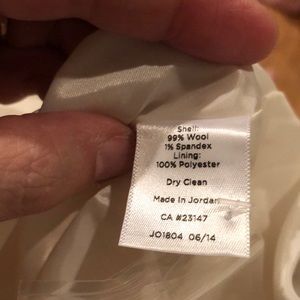 Shell:
99% Wool
1% Spandex
Lining:
100% Polyester
Dry Clean
Made In Jordan
CA #23147
JO1804 06/14